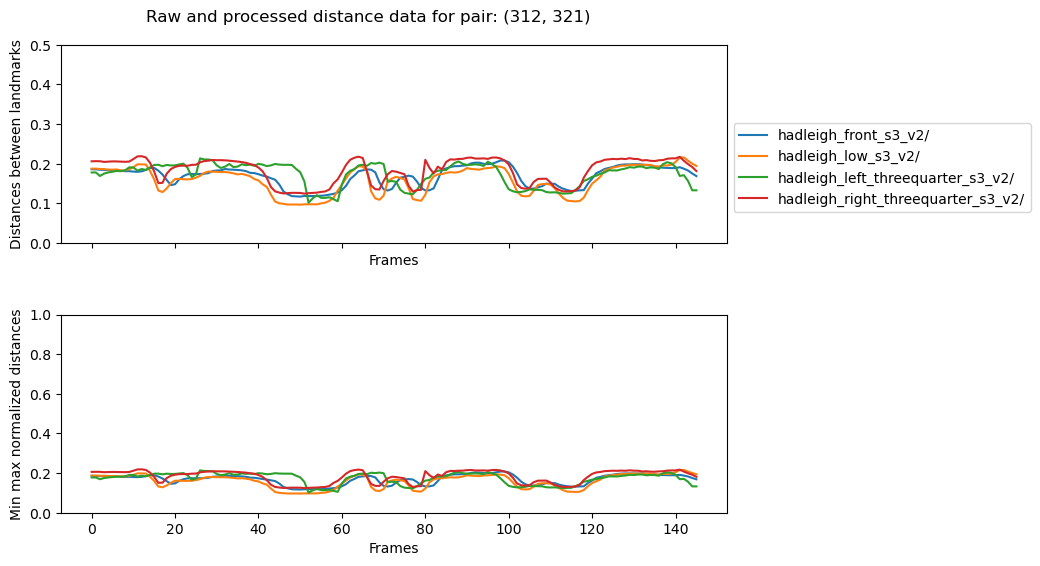 Raw and processed distance data for pair: (312, 321)
Distances between landmarks
0.5
0.4
0.3
0.2
0.1
0.0
Frames
hadleigh_front_s3_v2/
hadleigh_low_s3_v2/
hadleigh_left_threequarter_s3_v2/
hadleigh_right_threequarter_s3_v2/
Min max normalized distances
1.0
0.8
0.6
0.4
0.2
0.0
0 20 40 60 80 100 120 140
Frames